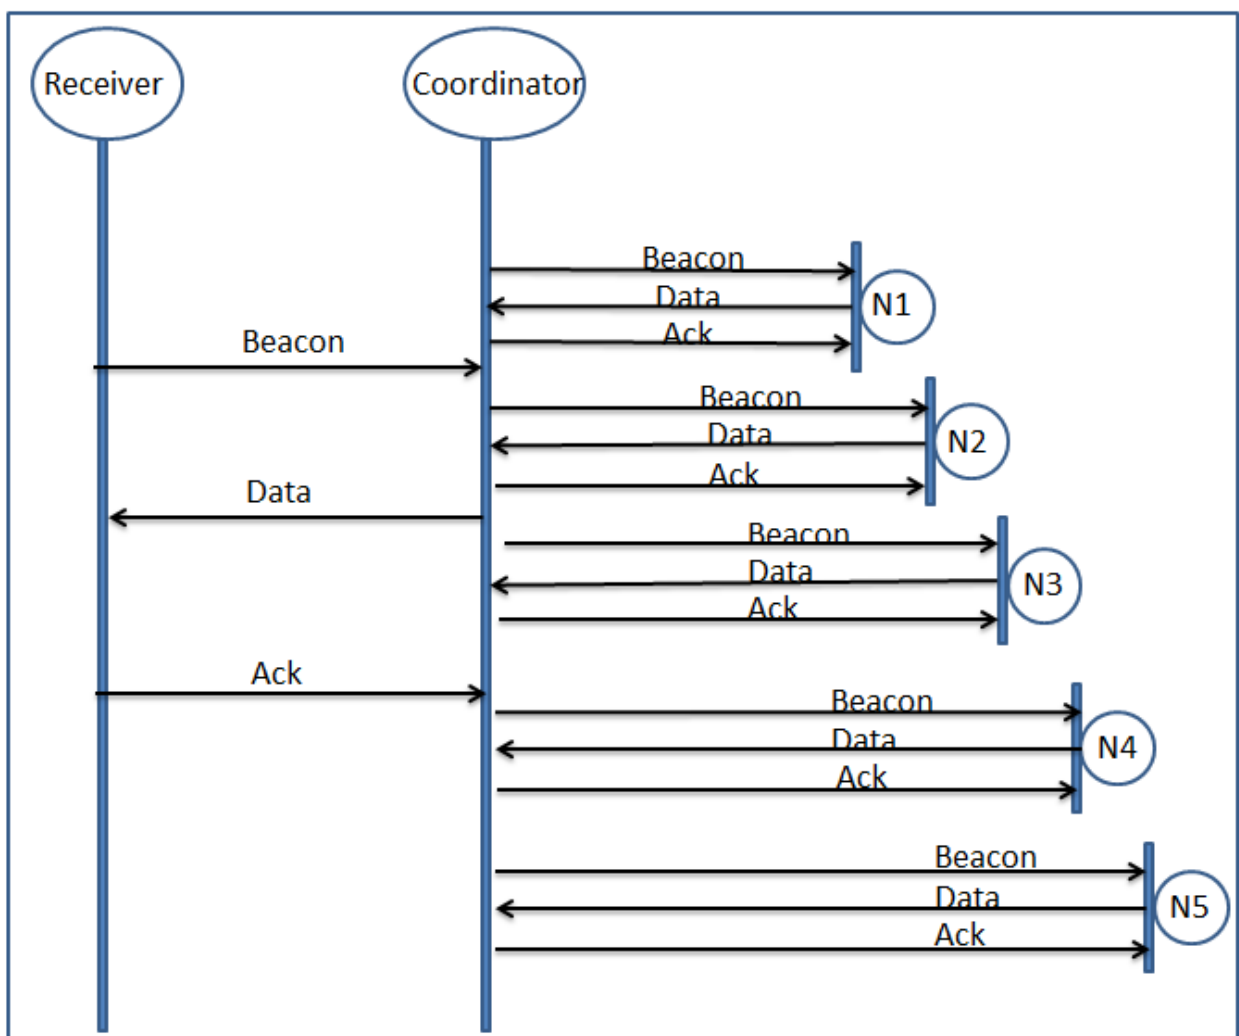 Receiver
Coordinator
Beacon
Data
N1
Ack
Beacon
Beacon
Data
N2
Ack
Data
Beacon
Data
N3
Ack
Ack
Beacon
Data
N4
Ack
Beacon
Data
N5
Ack